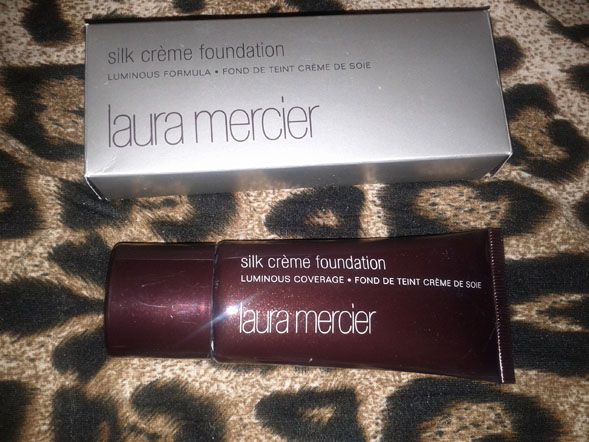 silk crème foundation
LUMINOUS FORMULA • FOND DE TEINT CRÈME DE SOIE
laura mercier
silk crème foundation
LUMINOUS COVERAGE • FOND DE TEINT CRÈME DE SOIE
laura mercier